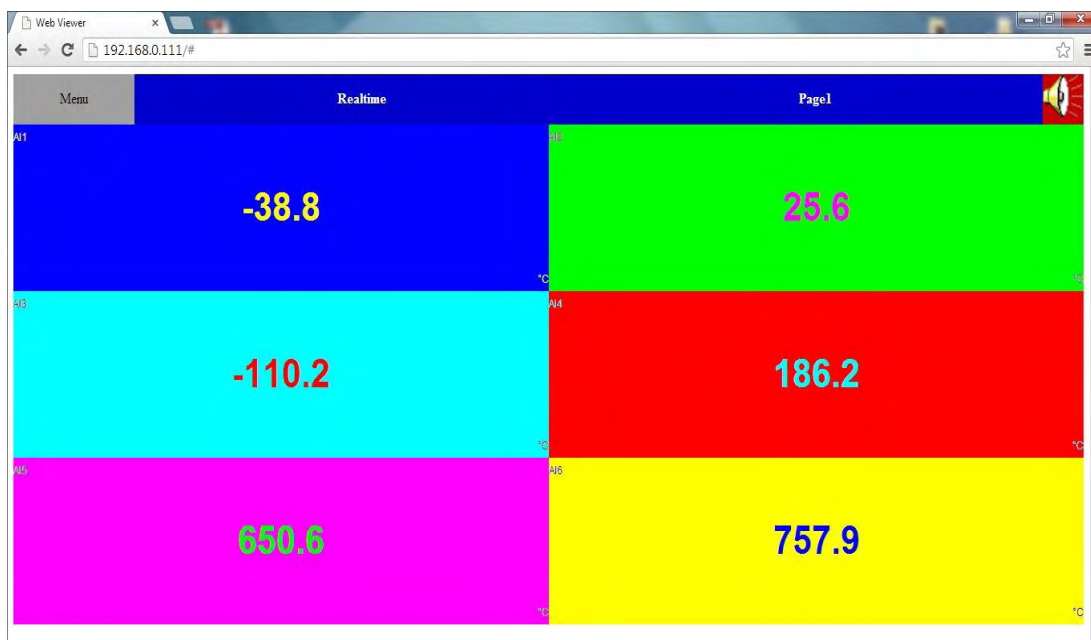 Web Viewer
192.168.0.111/#
Menu Realtime Page1
AI1 AI2
-38.8 25.6
°C °C
AI3 AI4
-110.2 186.2
°C °C
AI5 AI6
650.6 757.9
°C °C